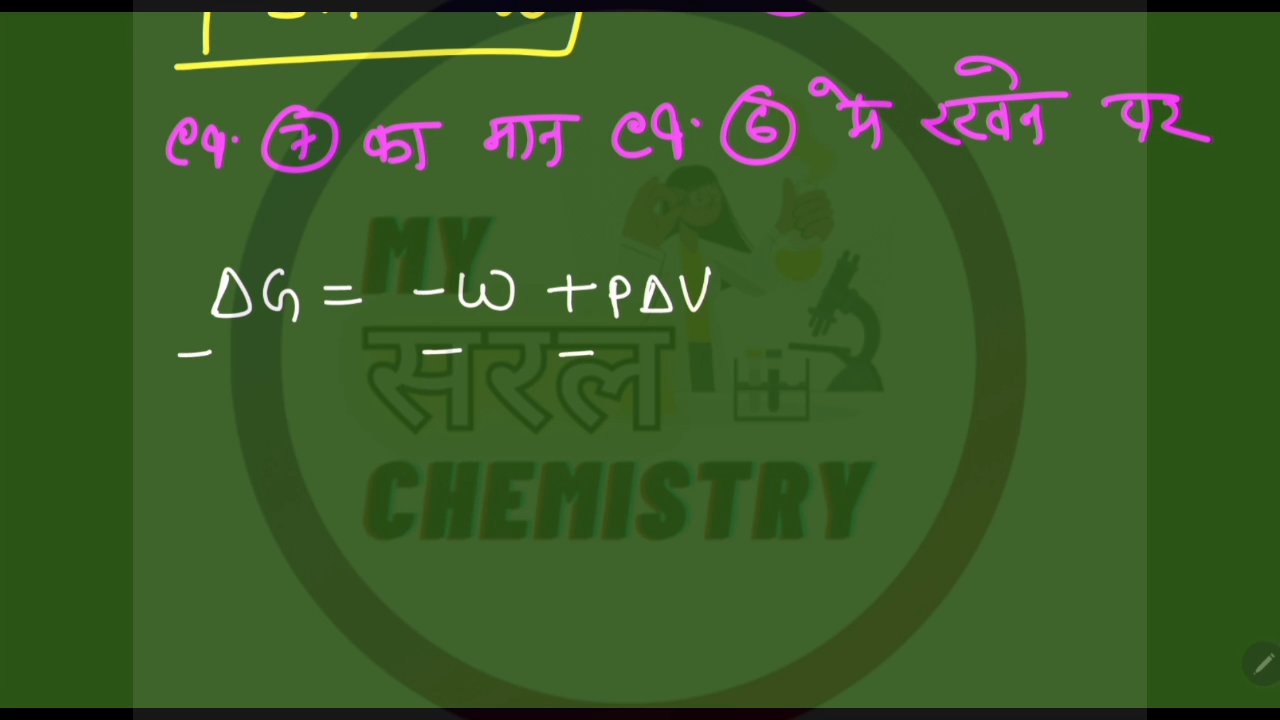 eq. ⑦ का मान eq. ⑥ में रखने पर
ΔG = -W + PΔV
- - -
MY
सरल
CHEMISTRY